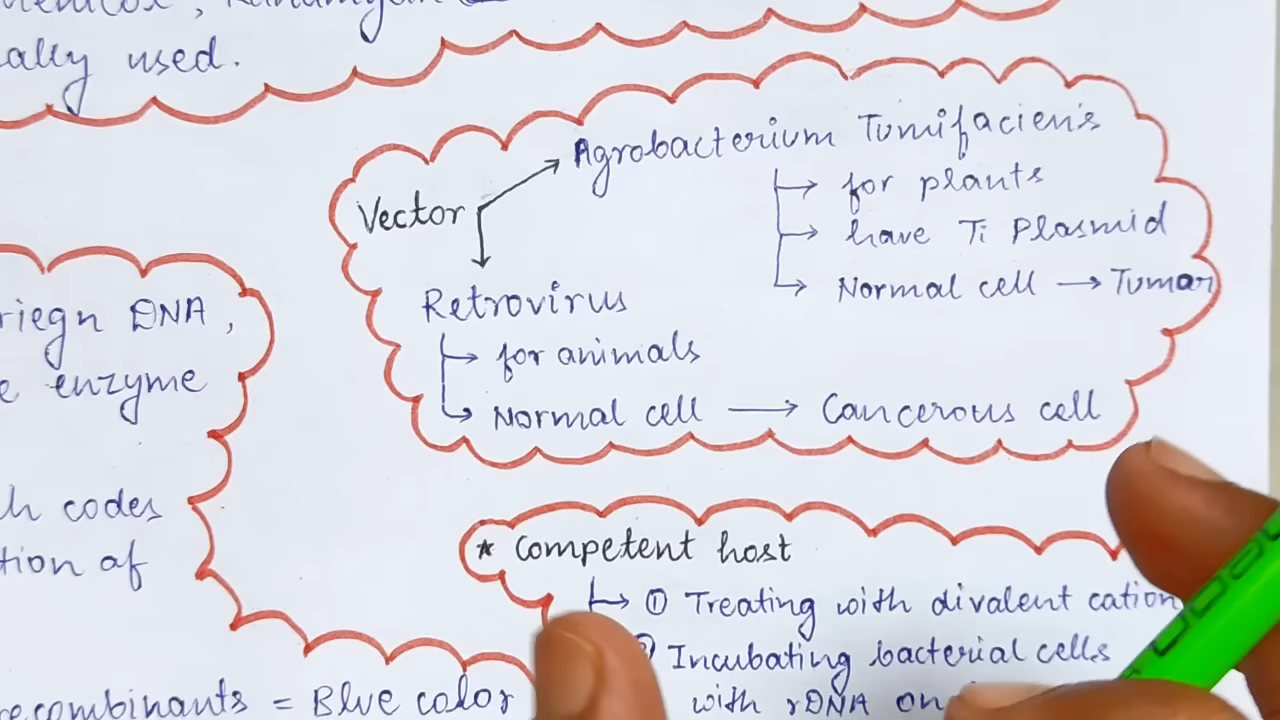 ally used.
Vector
Agrobacterium Tumifaciens
for plants
have Ti Plasmid
Normal cell → Tumar
Retrovirus
for animals
Normal cell → Cancerous cell
riegn DNA,
e enzyme
h codes
tion of
recombinants = Blue color
* Competent host
① Treating with divalent cation
Incubating bacterial cells
with rDNA on